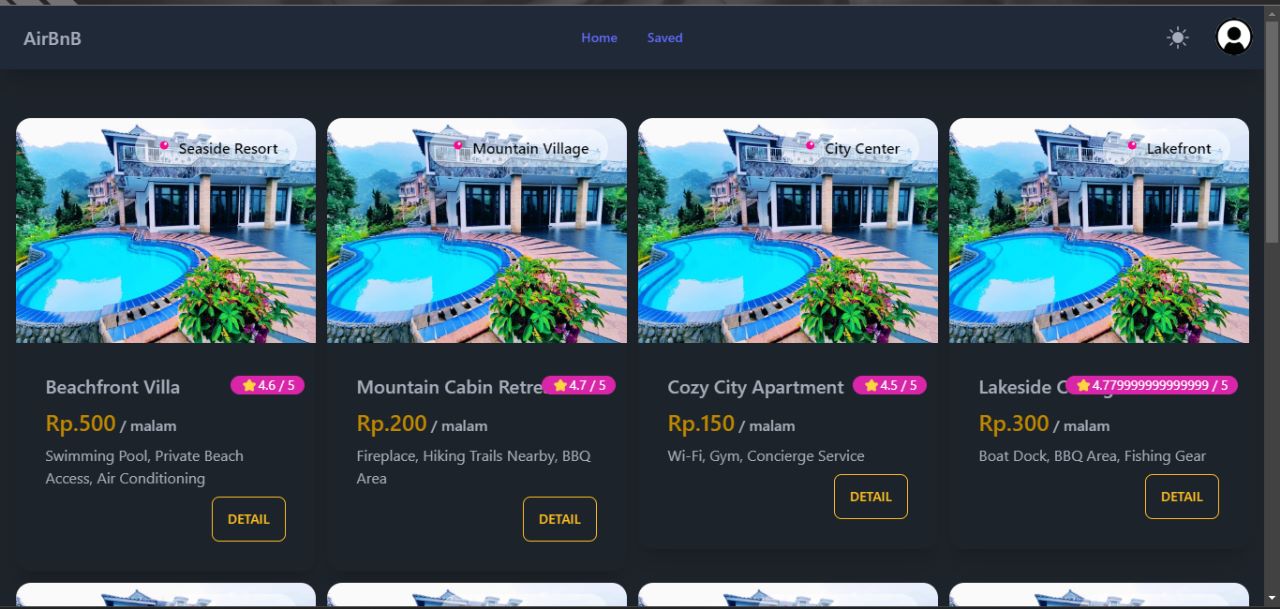 AirBnB
Home
Saved
Seaside Resort
Mountain Village
City Center
Lakefront
Beachfront Villa
4.6 / 5
Rp.500 / malam
Swimming Pool, Private Beach
Access, Air Conditioning
DETAIL
Mountain Cabin Retre
4.7 / 5
Rp.200 / malam
Fireplace, Hiking Trails Nearby, BBQ
Area
DETAIL
Cozy City Apartment
4.5 / 5
Rp.150 / malam
Wi-Fi, Gym, Concierge Service
DETAIL
Lakeside
4.779999999999999 / 5
Rp.300 / malam
Boat Dock, BBQ Area, Fishing Gear
DETAIL